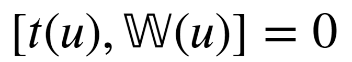 [t(u), 𝕎(u)] = 0